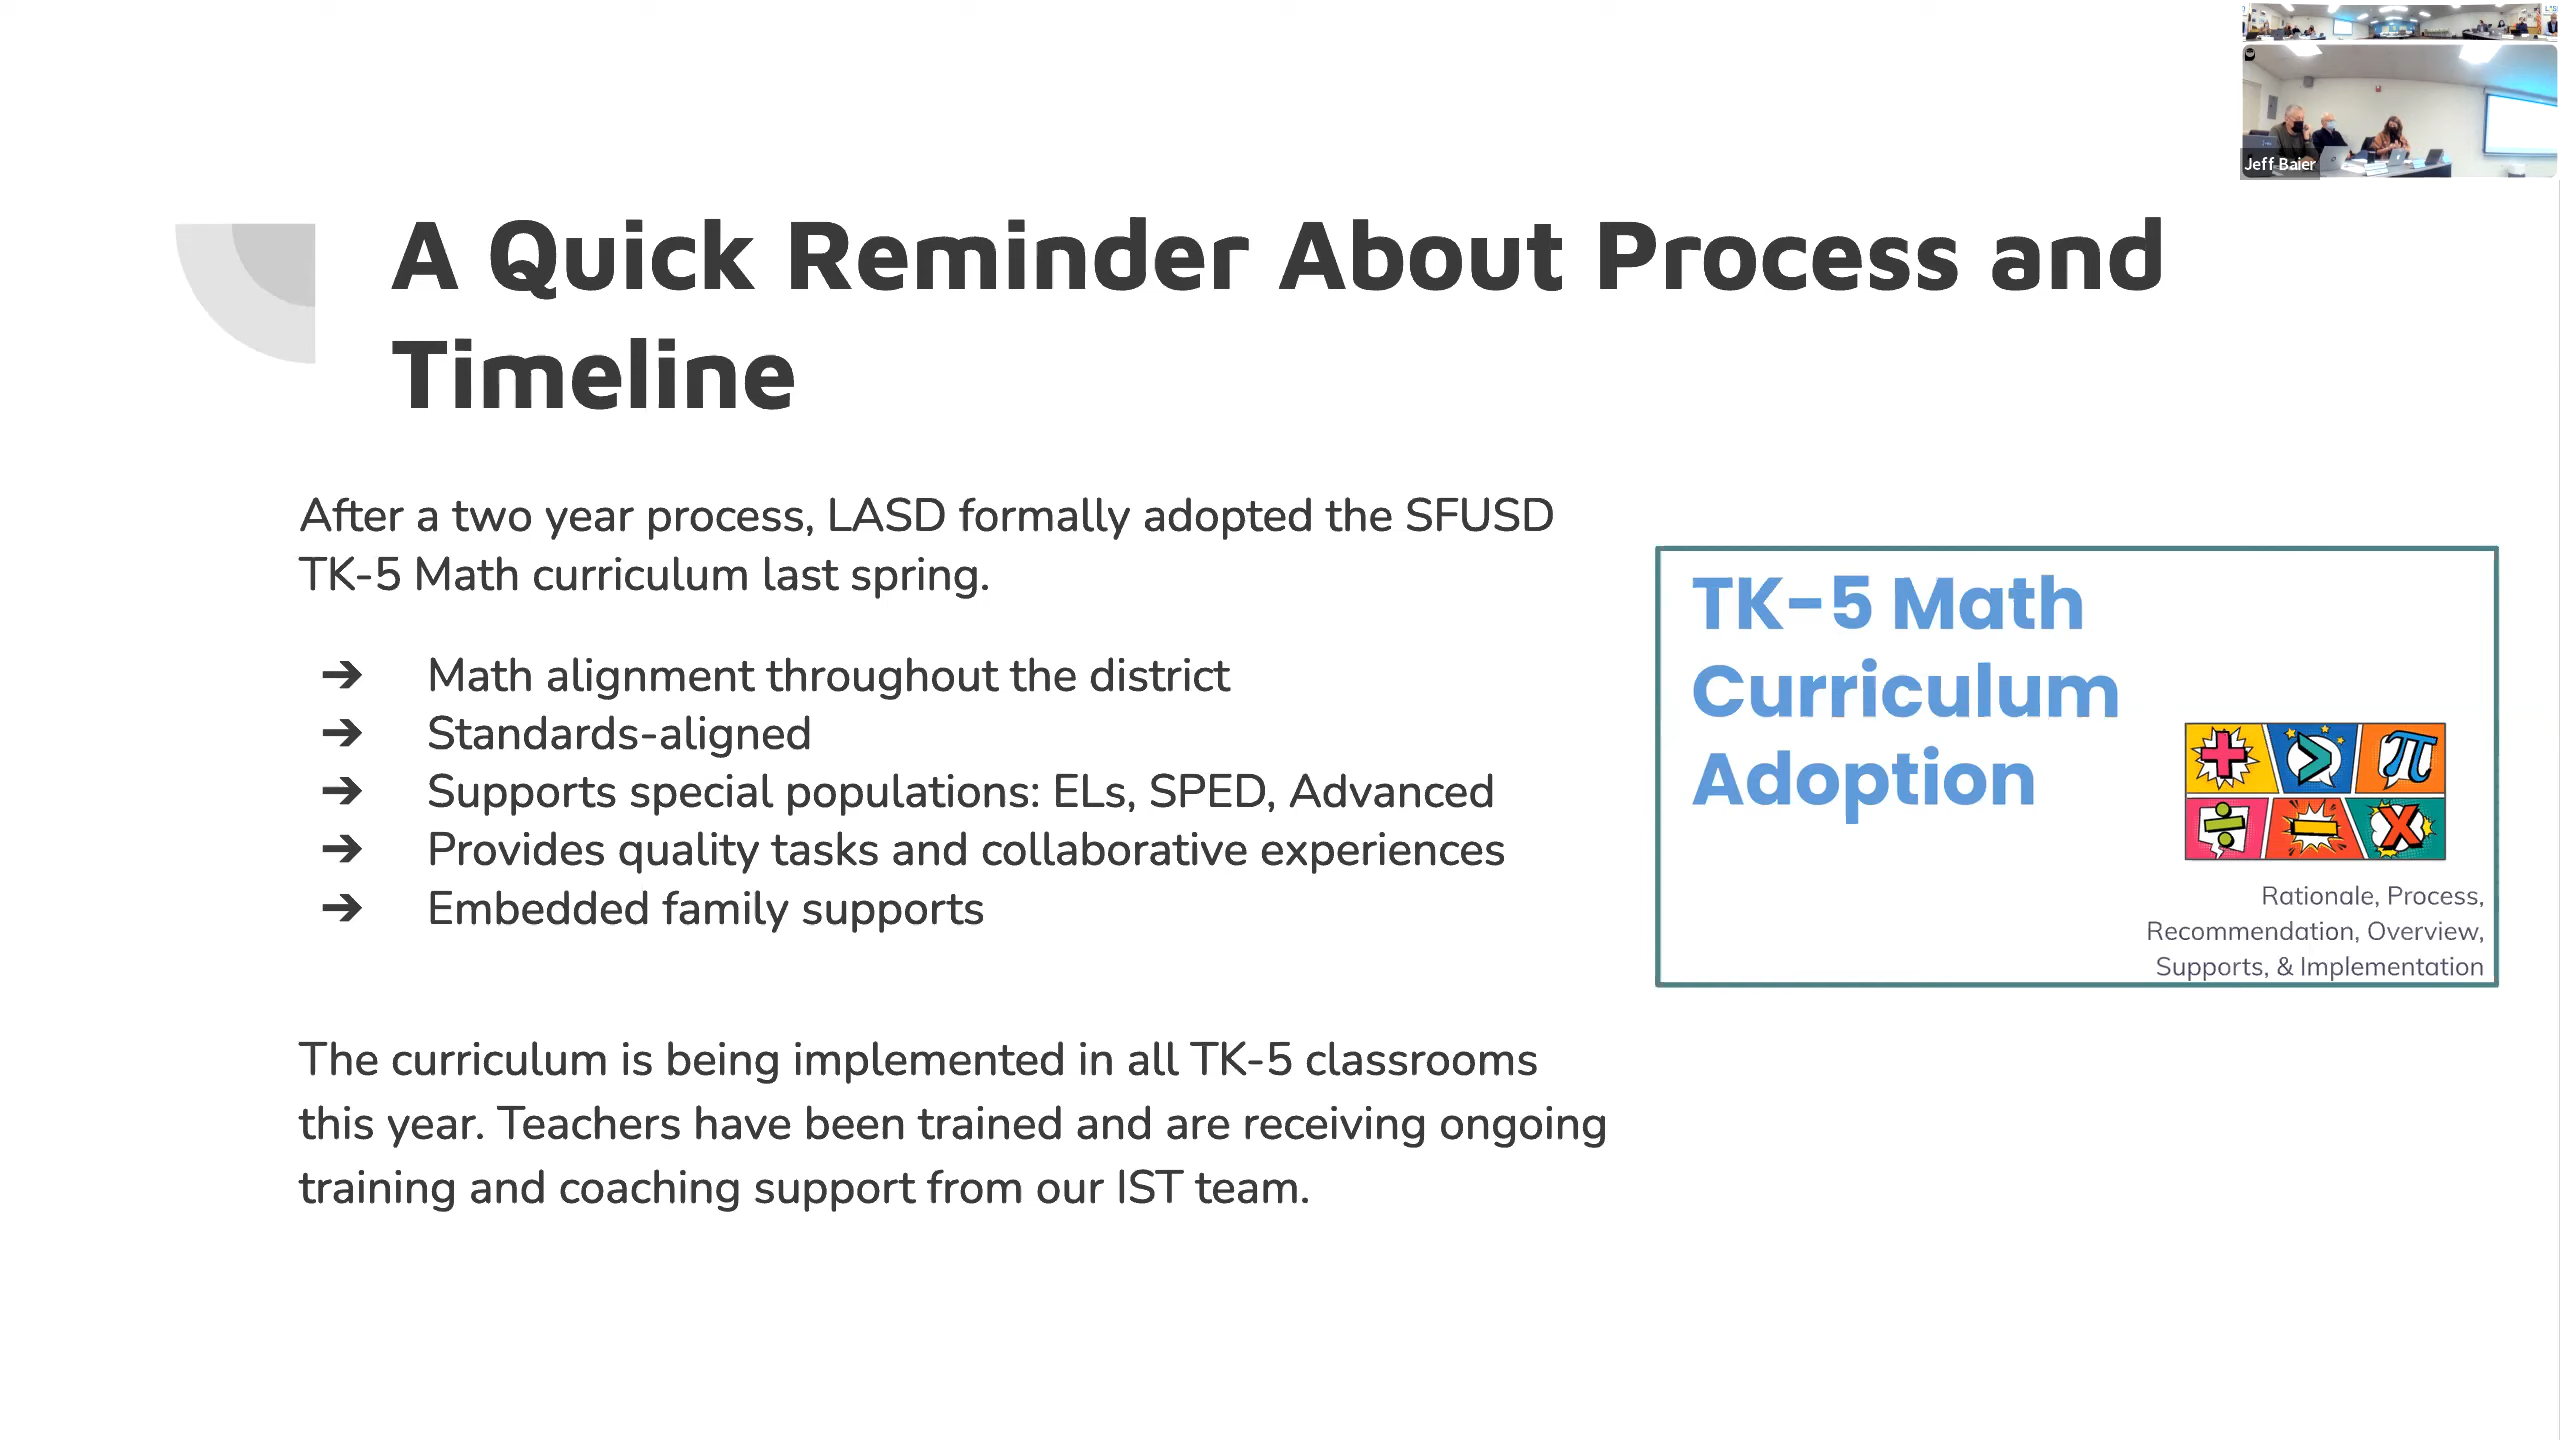 Jeff Baier
A Quick Reminder About Process and
Timeline
After a two year process, LASD formally adopted the SFUSD
TK-5 Math curriculum last spring.
➔ Math alignment throughout the district
➔ Standards-aligned
➔ Supports special populations: ELs, SPED, Advanced
➔ Provides quality tasks and collaborative experiences
➔ Embedded family supports
The curriculum is being implemented in all TK-5 classrooms
this year. Teachers have been trained and are receiving ongoing
training and coaching support from our IST team.
TK-5 Math
Curriculum
Adoption
+ > π
÷ − x
Rationale, Process,
Recommendation, Overview,
Supports, & Implementation